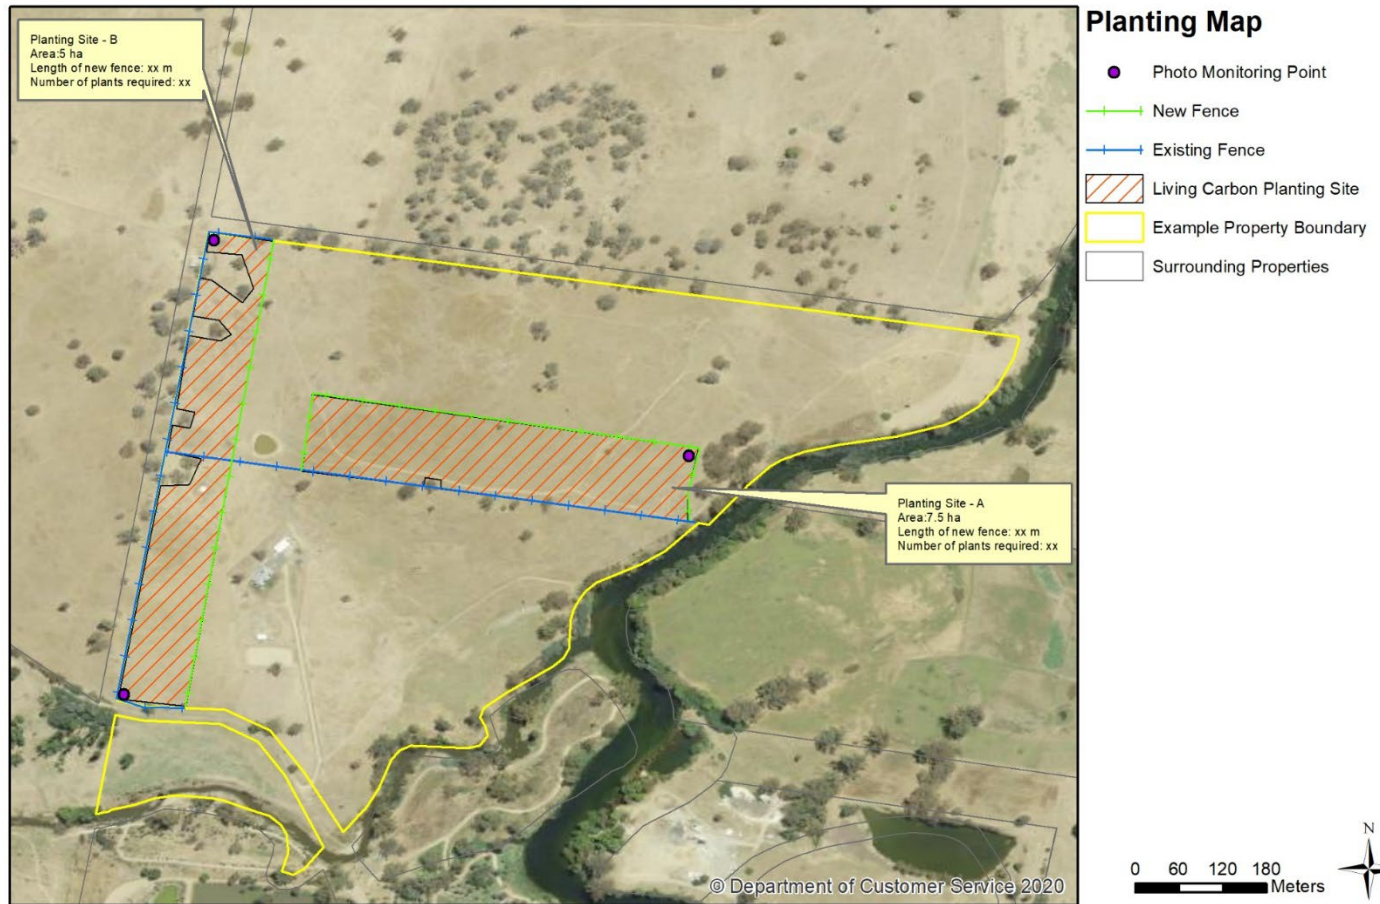 Planting Site - B
Area:5 ha
Length of new fence: xx m
Number of plants required: xx
Planting Site - A
Area:7.5 ha
Length of new fence: xx m
Number of plants required: xx
© Department of Customer Service 2020
Planting Map
Photo Monitoring Point
New Fence
Existing Fence
Living Carbon Planting Site
Example Property Boundary
Surrounding Properties
N
0 60 120 180
Meters